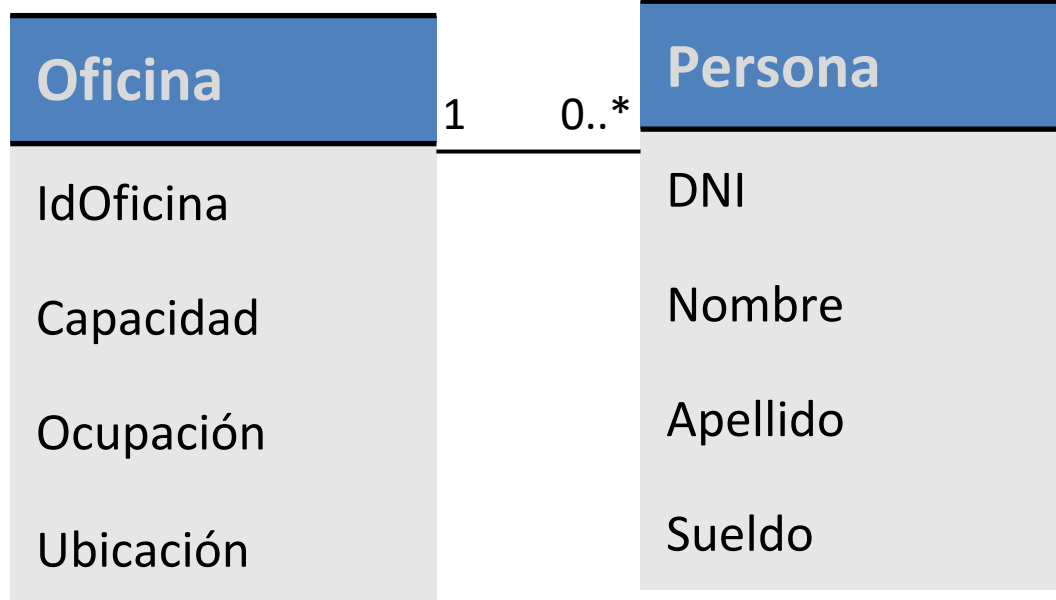 Oficina
IdOficina
Capacidad
Ocupación
Ubicación
1 0..*
Persona
DNI
Nombre
Apellido
Sueldo